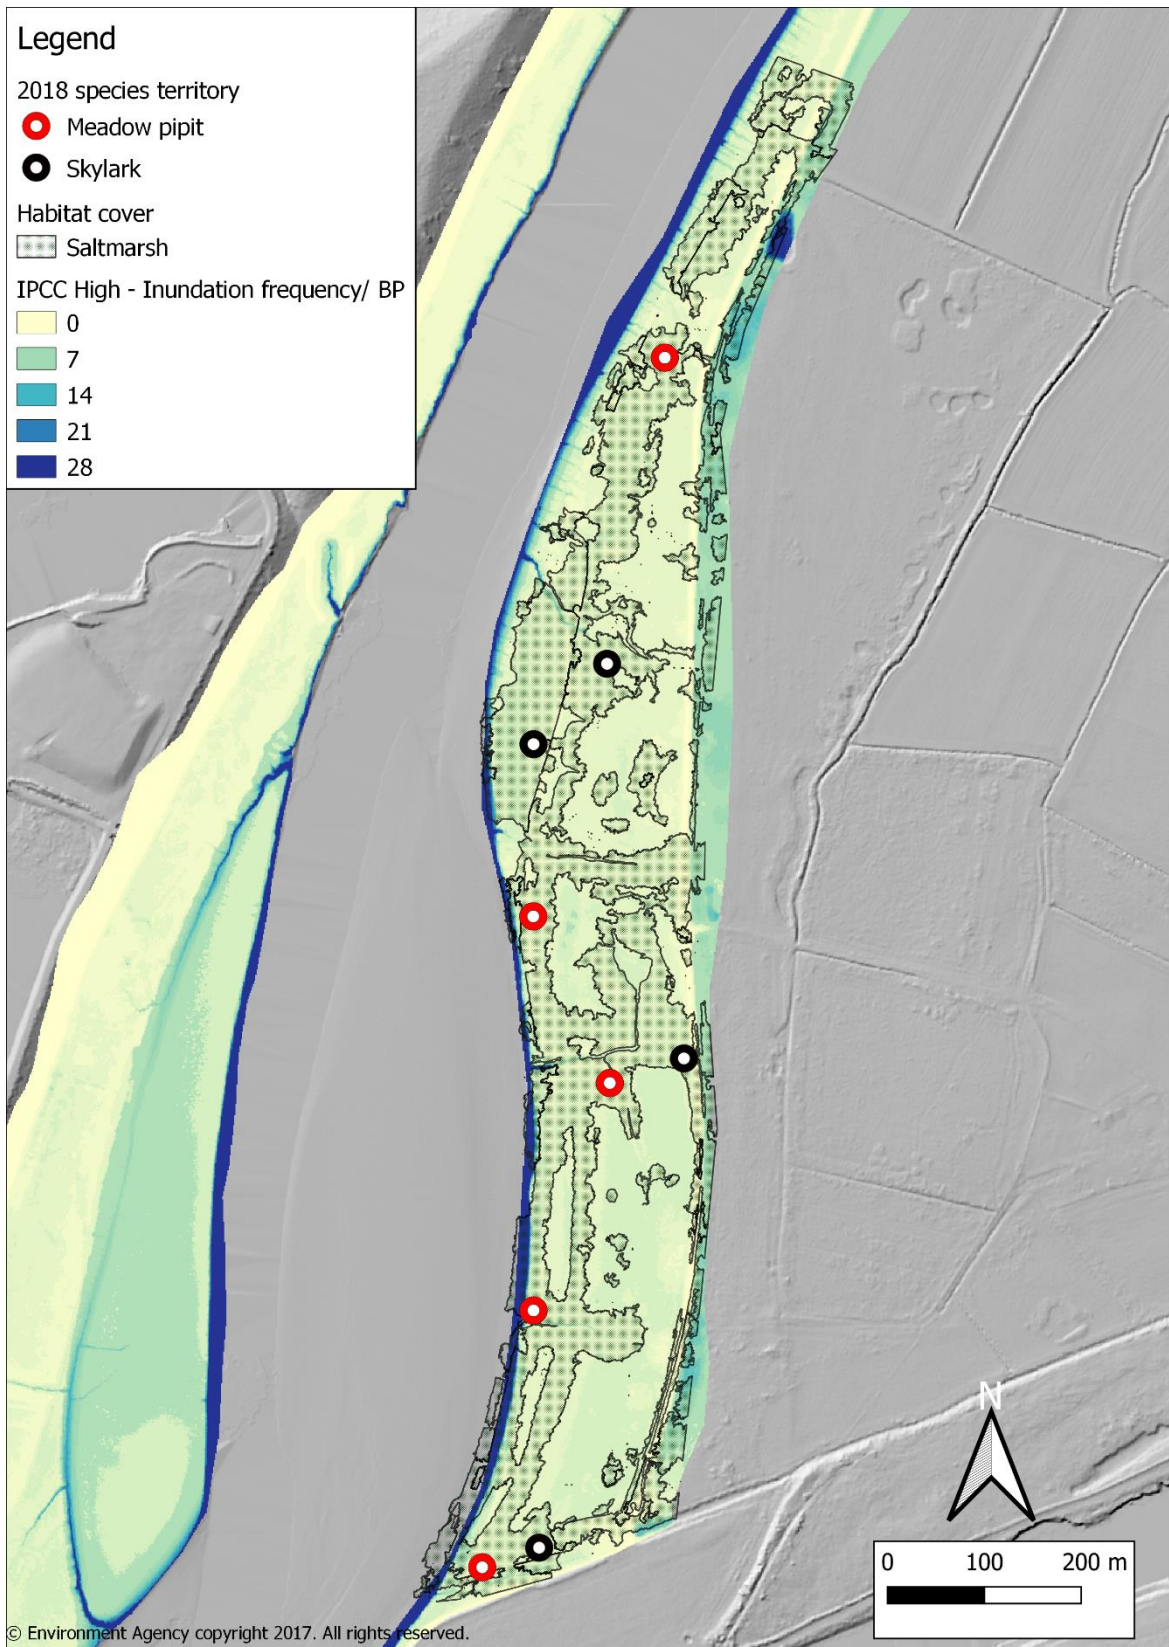 Legend
2018 species territory
Meadow pipit
Skylark
Habitat cover
Saltmarsh
IPCC High - Inundation frequency/ BP
0
7
14
21
28
N
0 100 200 m
© Environment Agency copyright 2017. All rights reserved.